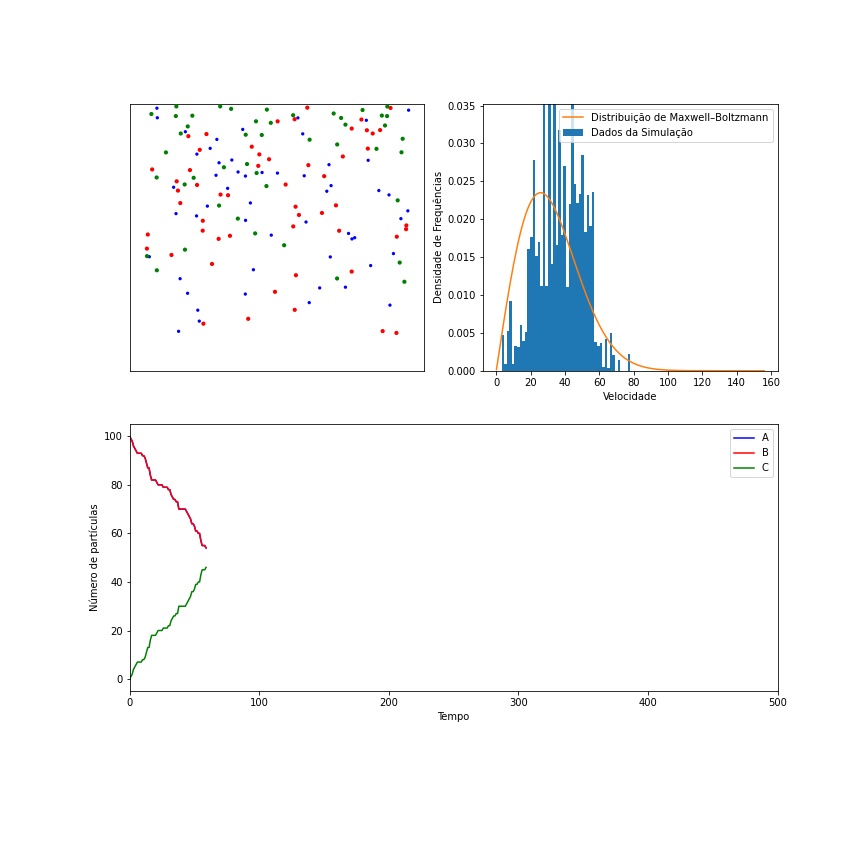 0.035
0.030
0.025
0.020
0.015
0.010
0.005
0.000
Densidade de Frequências
Distribuição de Maxwell–Boltzmann
Dados da Simulação
0 20 40 60 80 100 120 140 160
Velocidade
100
80
60
40
20
0
Número de partículas
A
B
C
0 100 200 300 400 500
Tempo